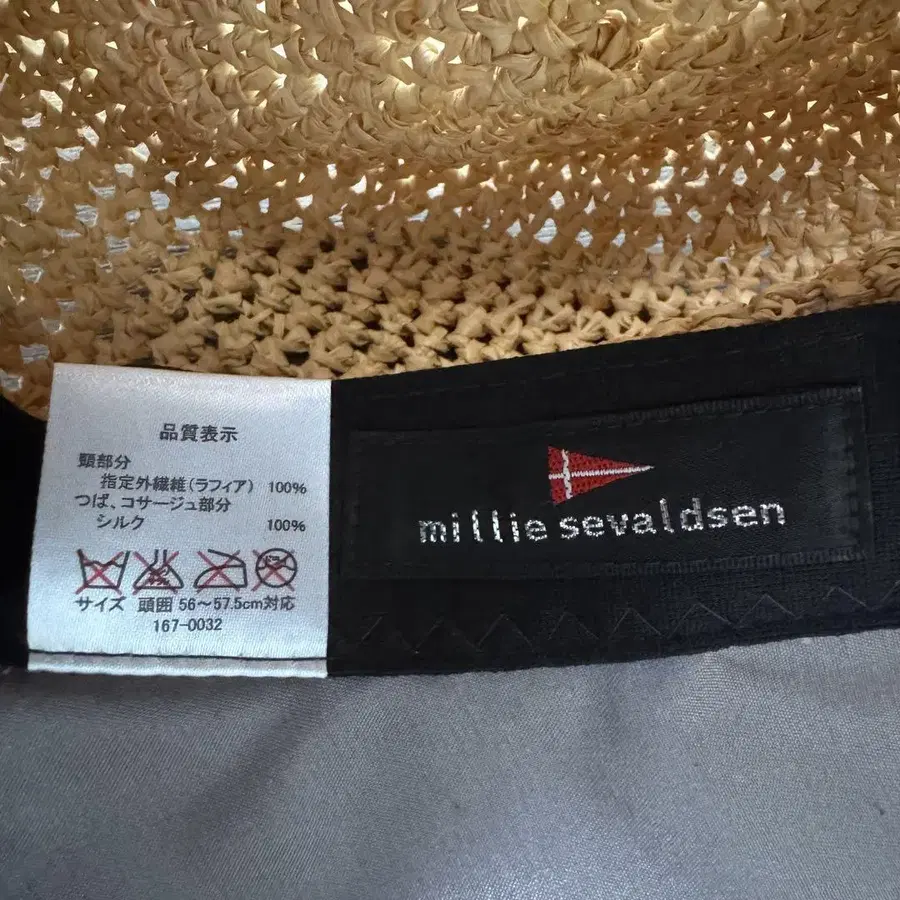 品質表示
頭部分
指定外繊維(ラフィア) 100%
つば、コサージュ部分
シルク 100%
サイズ 頭囲 56~57.5cm対応
167-0032
millie sevaldsen